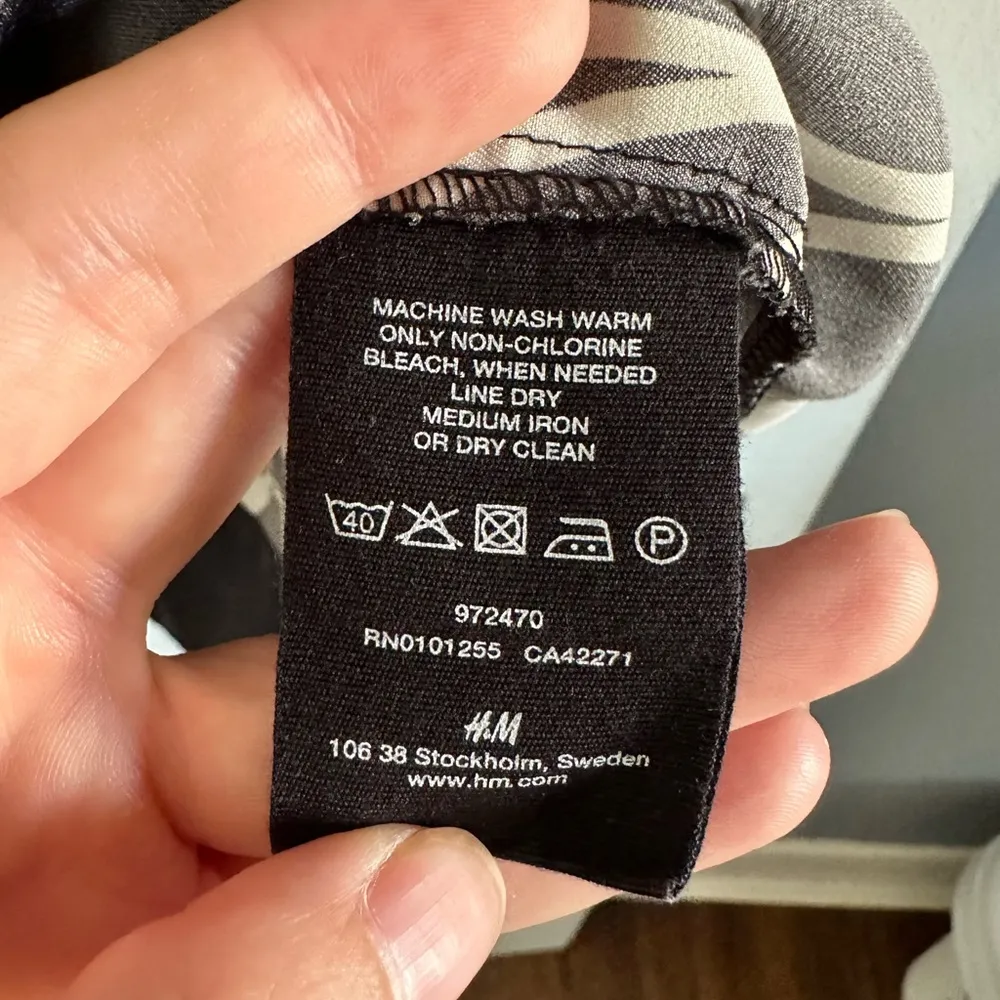 MACHINE WASH WARM
ONLY NON-CHLORINE
BLEACH, WHEN NEEDED
LINE DRY
MEDIUM IRON
OR DRY CLEAN
40 P
972470
RN0101255 CA42271
H&M
106 38 Stockholm, Sweden
www.hm.com